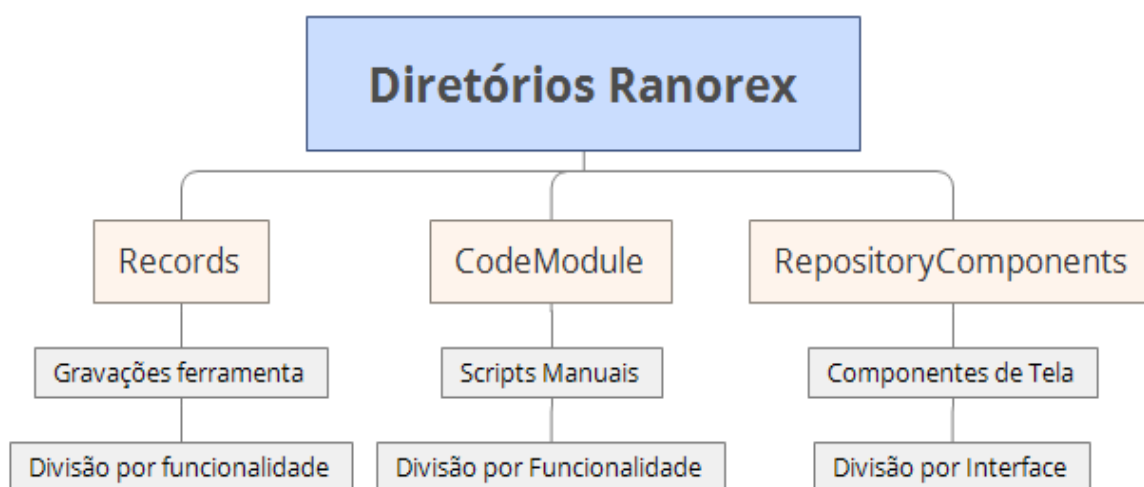 Diretórios Ranorex
Records
CodeModule
RepositoryComponents
Gravações ferramenta
Scripts Manuais
Componentes de Tela
Divisão por funcionalidade
Divisão por Funcionalidade
Divisão por Interface